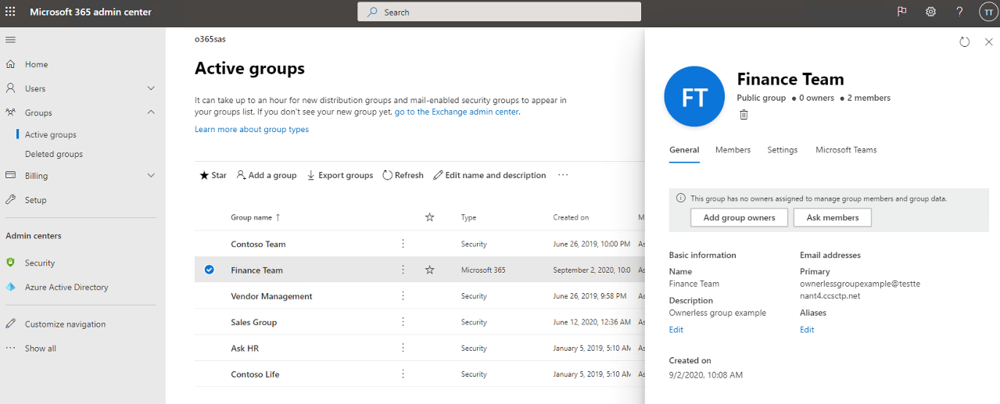 Microsoft 365 admin center
Search
TT
Home
Users
Groups
Active groups
Deleted groups
Billing
Setup
Admin centers
Security
Azure Active Directory
Customize navigation
Show all
o365sas
Active groups
It can take up to an hour for new distribution groups and mail-enabled security groups to appear in
your groups list. If you don't see your new group yet, go to the Exchange admin center.
Learn more about group types
Star Add a group Export groups Refresh Edit name and description
Group name ↑ Type Created on M
Contoso Team Security June 26, 2019, 10:00 PM As
Finance Team Microsoft 365 September 2, 2020, 10:0 As
Vendor Management Security June 26, 2019, 9:58 PM As
Sales Group Security June 12, 2020, 12:36 AM As
Ask HR Security January 5, 2019, 5:10 AM As
Contoso Life Security January 5, 2019, 5:10 AM As
FT
Finance Team
Public group ● 0 owners ● 2 members
General Members Settings Microsoft Teams
This group has no owners assigned to manage group members and group data.
Add group owners Ask members
Basic information
Name
Finance Team
Description
Ownerless group example
Edit
Email addresses
Primary
ownerlessgroupexample@testte
nant4.ccsctp.net
Aliases
Edit
Created on
9/2/2020, 10:08 AM